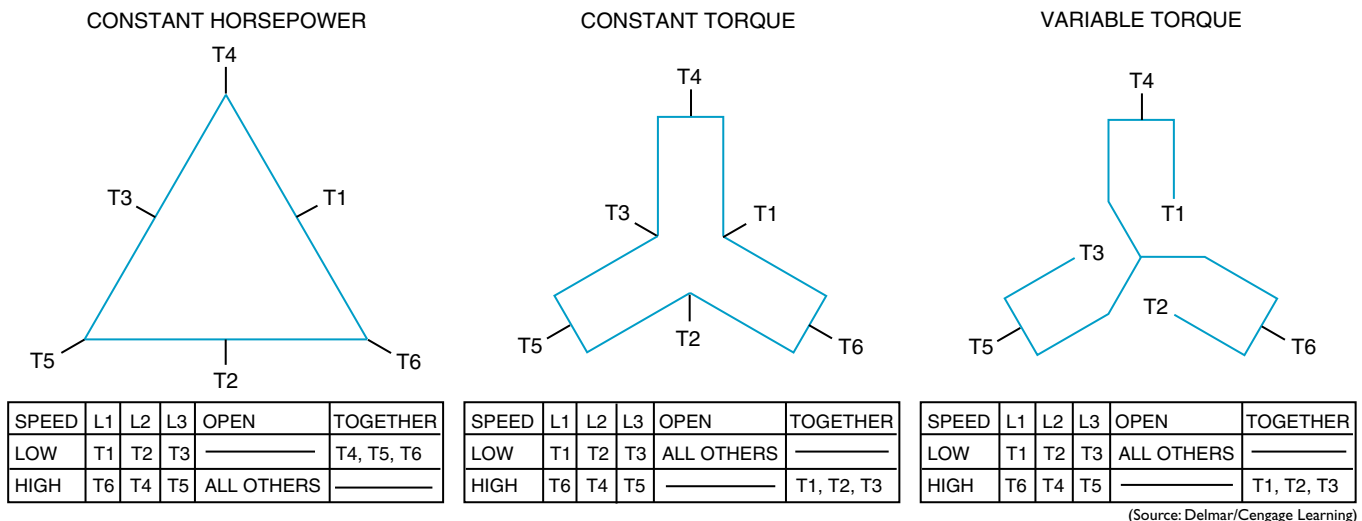 CONSTANT HORSEPOWER
T4
T3
T1
T5
T2
T6
SPEED L1 L2 L3 OPEN TOGETHER
LOW T1 T2 T3 T4, T5, T6
HIGH T6 T4 T5 ALL OTHERS
CONSTANT TORQUE
T4
T3
T1
T5
T2
T6
SPEED L1 L2 L3 OPEN TOGETHER
LOW T1 T2 T3 ALL OTHERS
HIGH T6 T4 T5 T1, T2, T3
VARIABLE TORQUE
T4
T1
T3
T2
T5
T6
SPEED L1 L2 L3 OPEN TOGETHER
LOW T1 T2 T3 ALL OTHERS
HIGH T6 T4 T5 T1, T2, T3
(Source: Delmar/Cengage Learning)